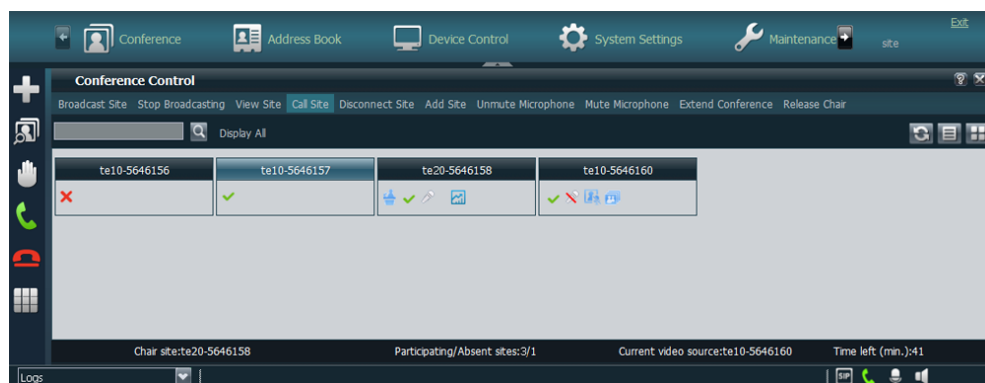 Exit
Conference Address Book Device Control System Settings Maintenance site
Conference Control
Broadcast Site Stop Broadcasting View Site Call Site Disconnect Site Add Site Unmute Microphone Mute Microphone Extend Conference Release Chair
Display All
te10-5646156 te10-5646157 te20-5646158 te10-5646160
Chair site:te20-5646158 Participating/Absent sites:3/1 Current video source:te10-5646160 Time left (min.):41
Logs SIP